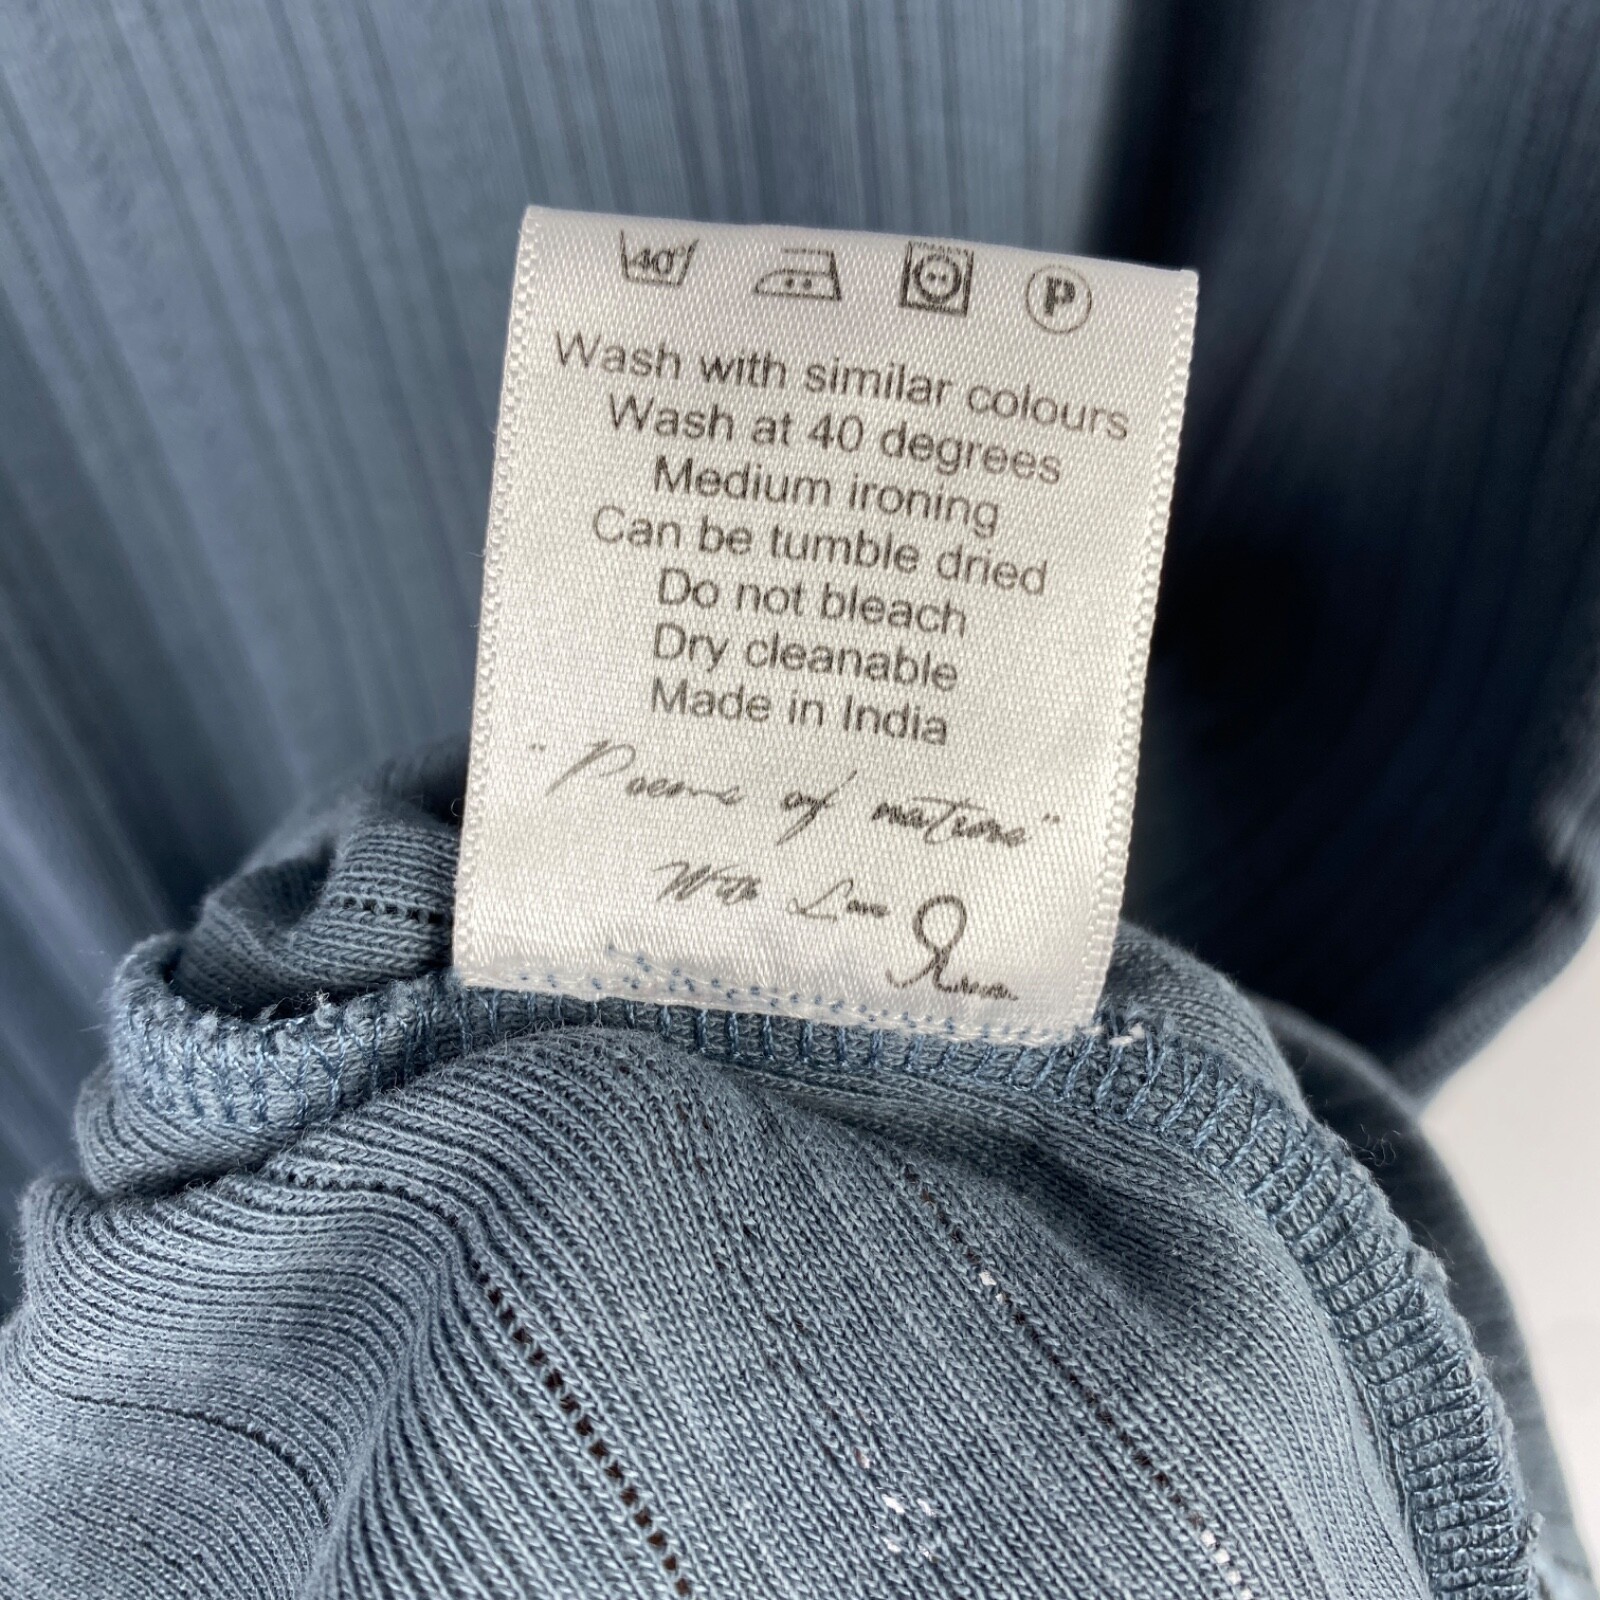 40° P
Wash with similar colours
Wash at 40 degrees
Medium ironing
Can be tumble dried
Do not bleach
Dry cleanable
Made in India
"Poems of nature"
With Love